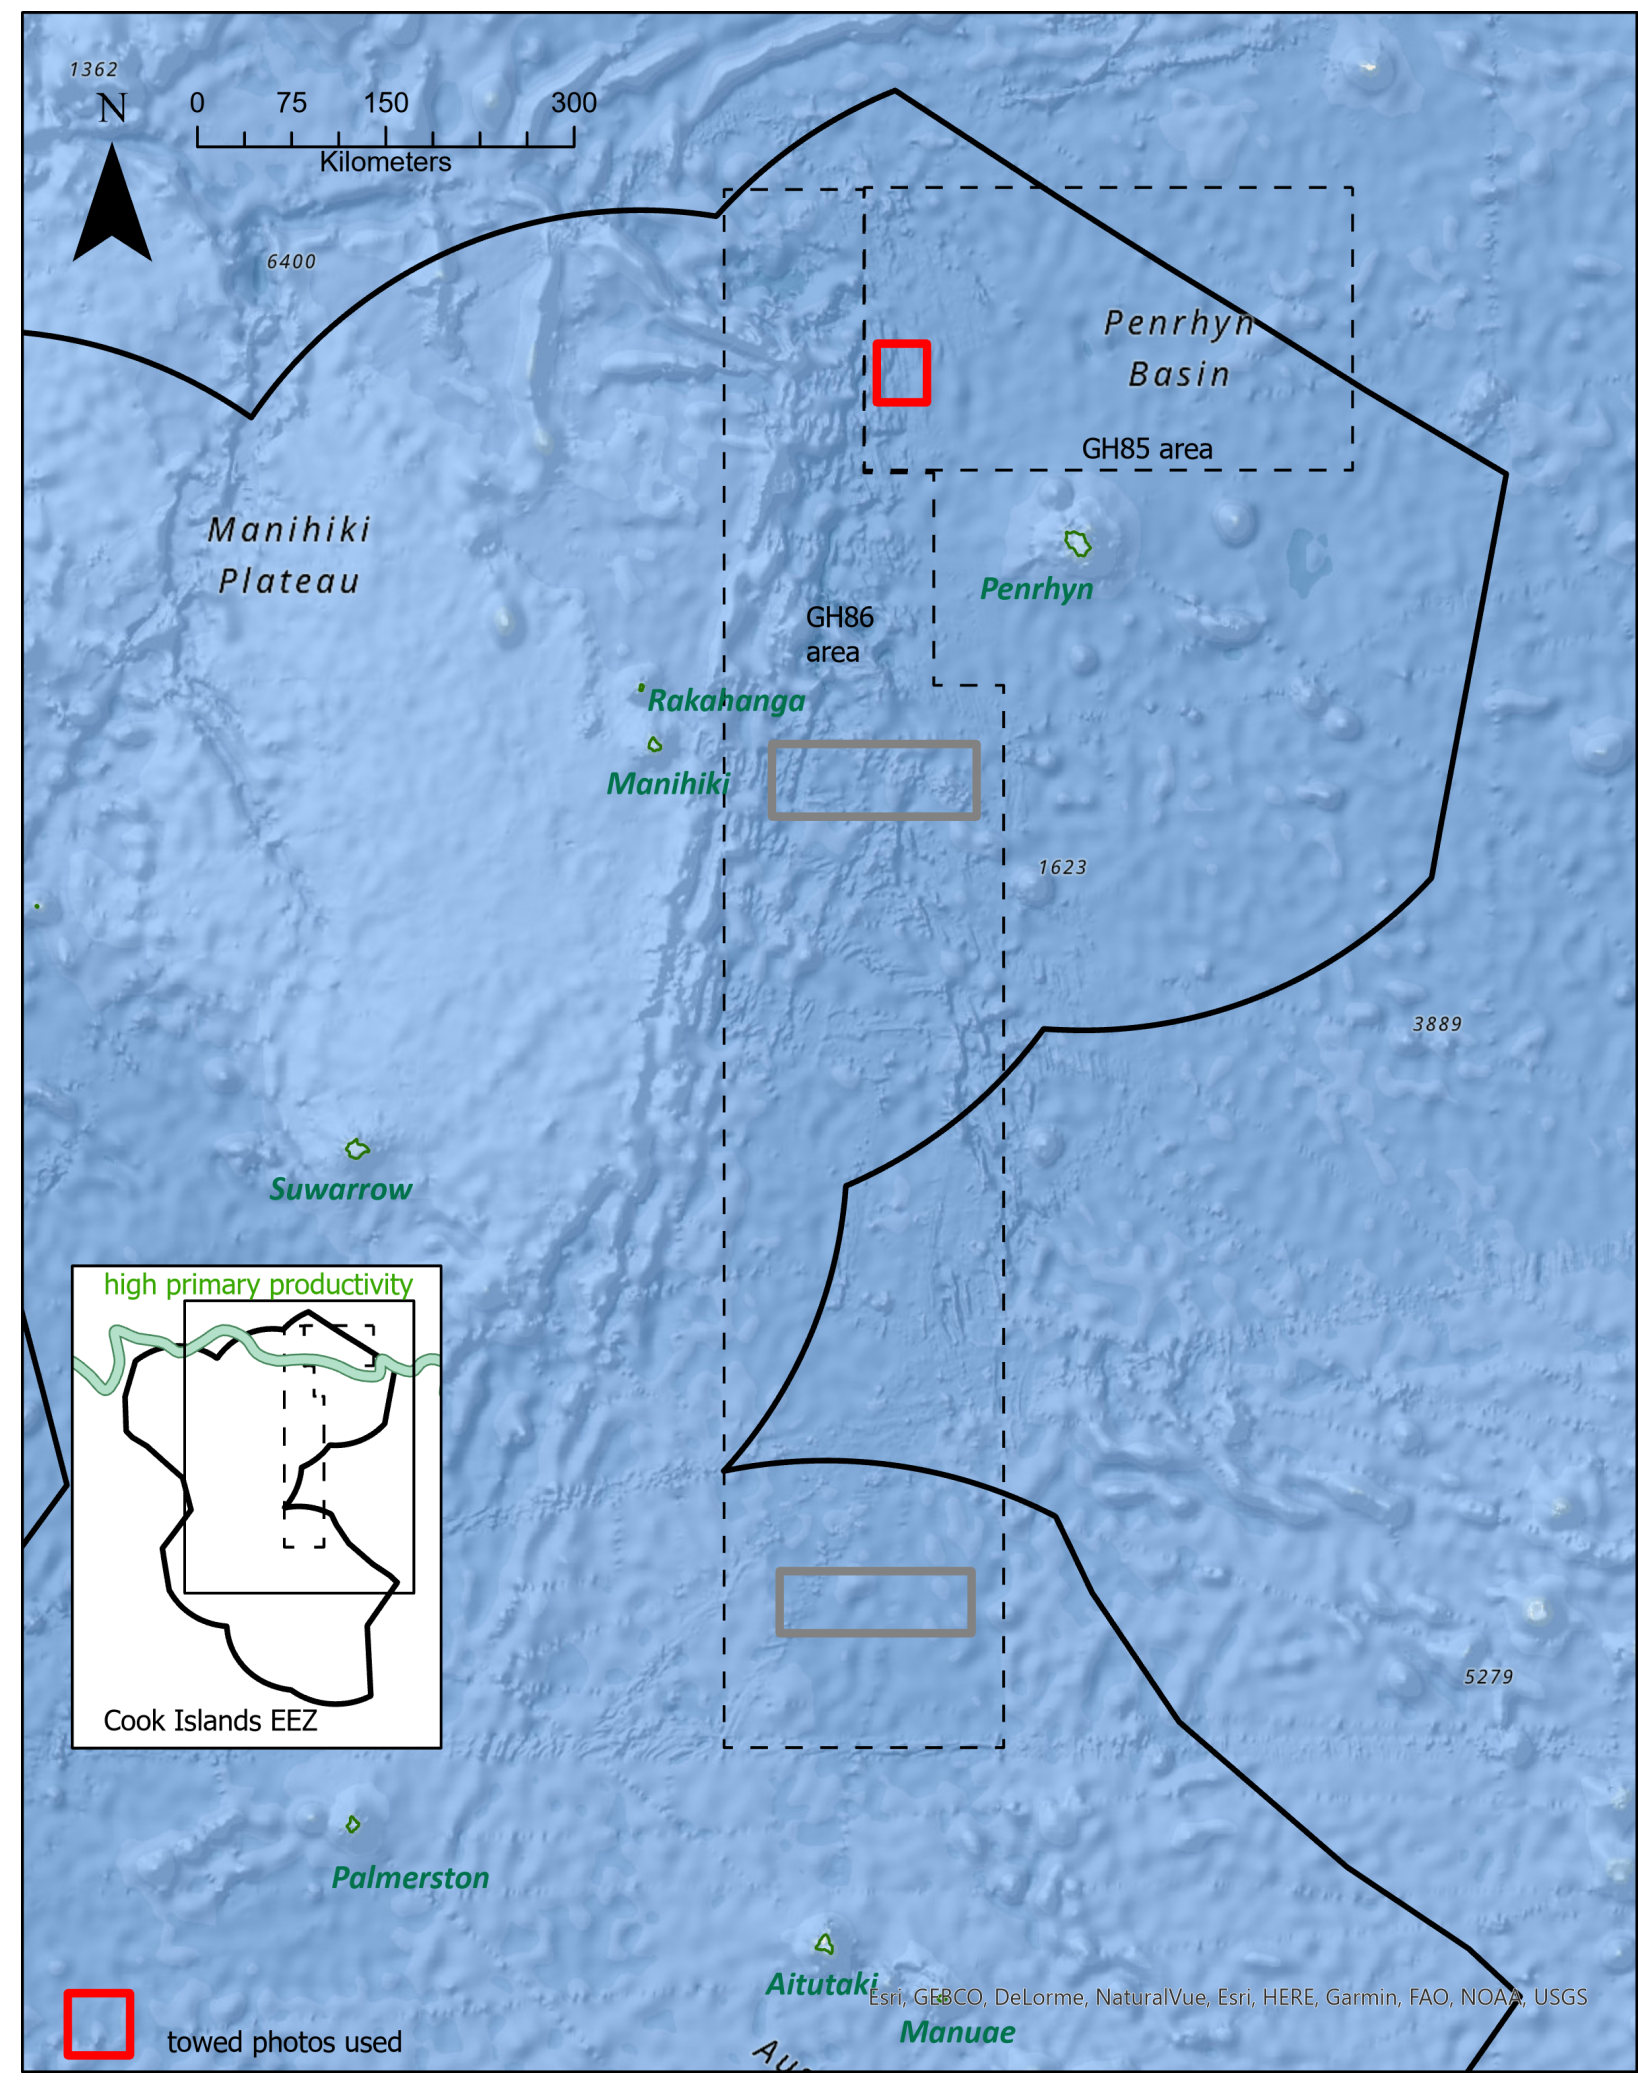 1362
N
0 75 150 300
Kilometers
6400
Penrhyn
Basin
GH85 area
Manihiki
Plateau
Penrhyn
GH86
area
Rakahanga
Manihiki
1623
3889
Suwarrow
high primary productivity
Cook Islands EEZ
5279
Palmerston
Aitutaki
Esri, GEBCO, DeLorme, NaturalVue, Esri, HERE, Garmin, FAO, NOAA, USGS
Manuae
towed photos used